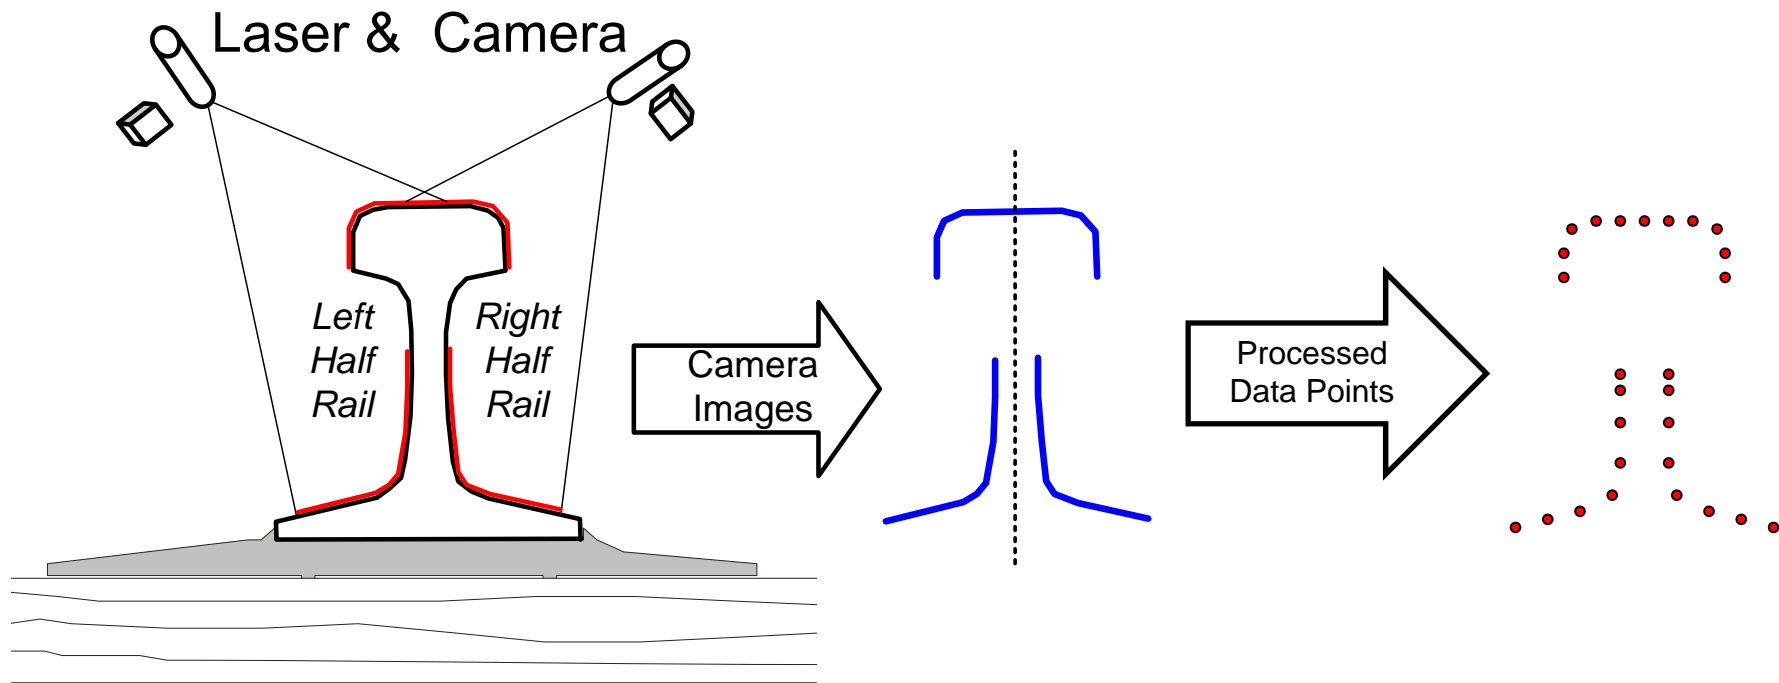 Laser & Camera
Left
Half
Rail
Right
Half
Rail
Camera
Images
Processed
Data Points